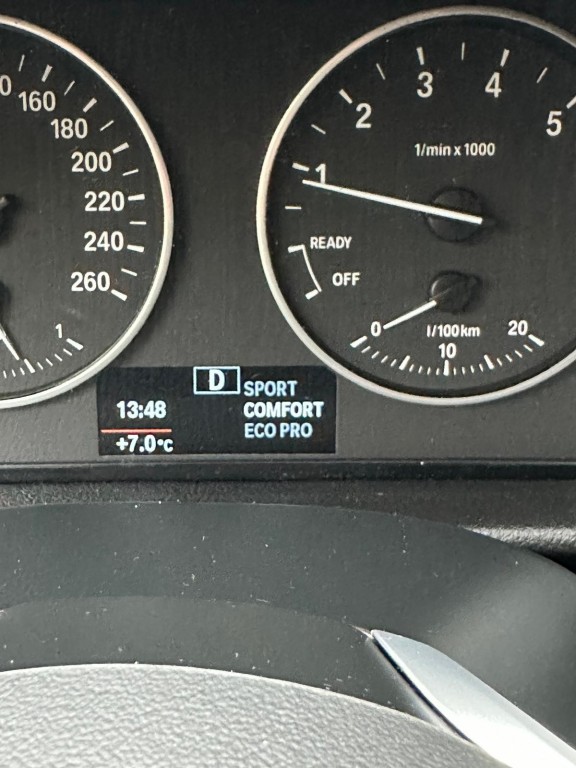 160
180
200
220
240
260
1
1
2
3
4
5
1/min x 1000
READY
OFF
0
l/100km
10
20
D
SPORT
13:48
COMFORT
+7.0°C
ECO PRO